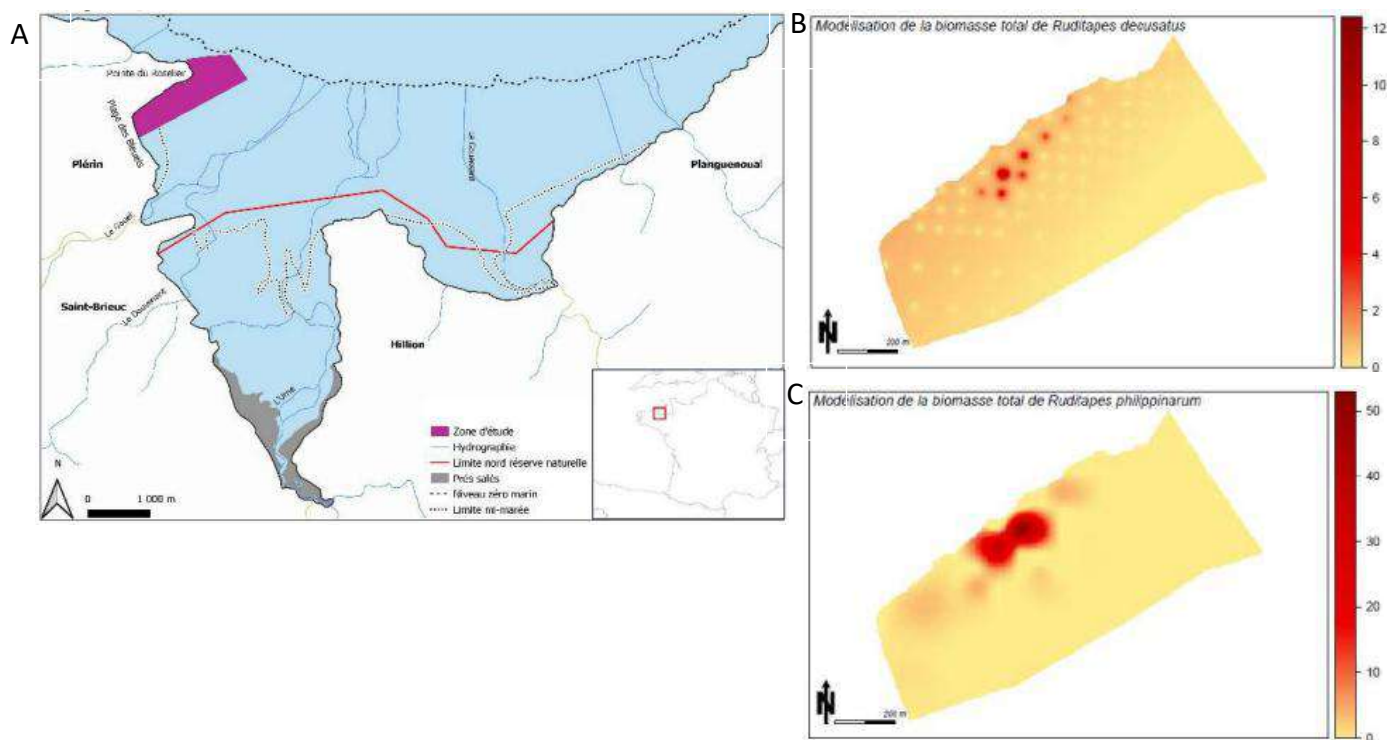 A
Pointe du Roselier
Plage des Bleuets
Plérin
Le Gouët
Saint-Brieuc
Le Douvenant
La Gouessant
Planguenoual
Hillion
L'Urne
Zone d'étude
Hydrographie
Limite nord réserve naturelle
Prés salés
Niveau zéro marin
Limite mi-marée
N
0 1 000 m
B
Modélisation de la biomasse total de Ruditapes decusatus
12
10
8
6
4
2
0
N
200 m
C
Modélisation de la biomasse total de Ruditapes philippinarum
50
40
30
20
10
0
N
200 m